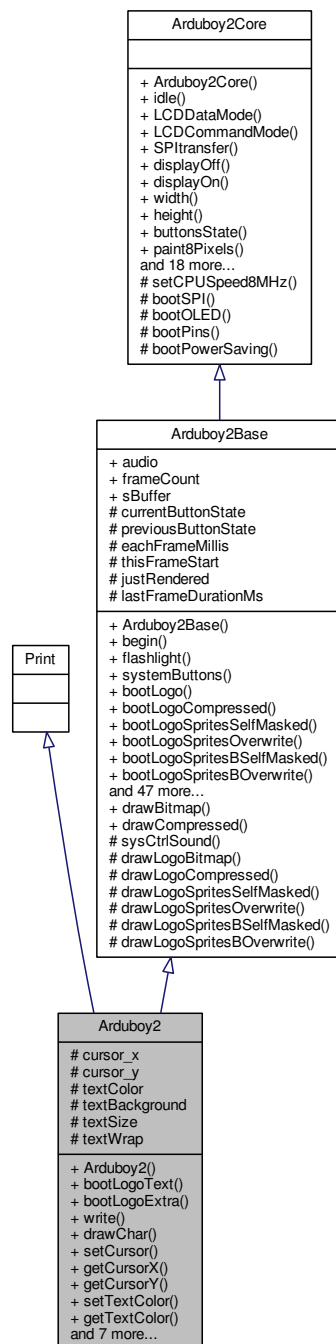 Arduboy2Core
+ Arduboy2Core()
+ idle()
+ LCDDataMode()
+ LCDCommandMode()
+ SPItransfer()
+ displayOff()
+ displayOn()
+ width()
+ height()
+ buttonsState()
+ paint8Pixels()
and 18 more...
# setCPUSpeed8MHz()
# bootSPI()
# bootOLED()
# bootPins()
# bootPowerSaving()
Arduboy2Base
+ audio
+ frameCount
+ sBuffer
# currentButtonState
# previousButtonState
# eachFrameMillis
# thisFrameStart
# justRendered
# lastFrameDurationMs
+ Arduboy2Base()
+ begin()
+ flashlight()
+ systemButtons()
+ bootLogo()
+ bootLogoCompressed()
+ bootLogoSpritesSelfMasked()
+ bootLogoSpritesOverwrite()
+ bootLogoSpritesBSelfMasked()
+ bootLogoSpritesBOverwrite()
and 47 more...
+ drawBitmap()
+ drawCompressed()
# sysCtrlSound()
# drawLogoBitmap()
# drawLogoCompressed()
# drawLogoSpritesSelfMasked()
# drawLogoSpritesOverwrite()
# drawLogoSpritesBSelfMasked()
# drawLogoSpritesBOverwrite()
Print
Arduboy2
# cursor_x
# cursor_y
# textColor
# textBackground
# textSize
# textWrap
+ Arduboy2()
+ bootLogoText()
+ bootLogoExtra()
+ write()
+ drawChar()
+ setCursor()
+ getCursorX()
+ getCursorY()
+ setTextColor()
+ getTextColor()
and 7 more...